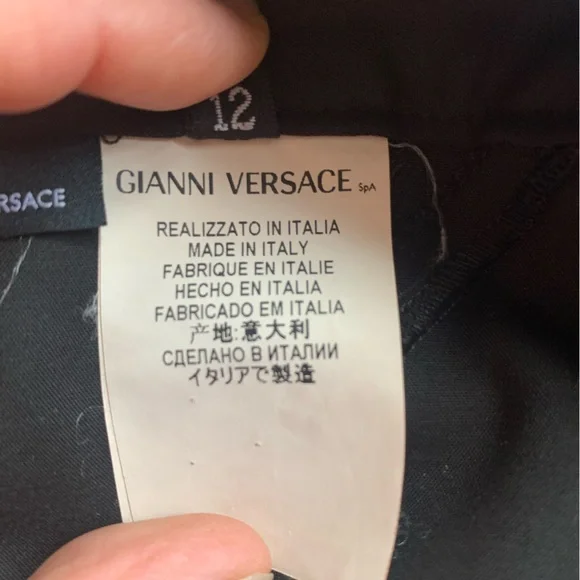 12
RSACE
GIANNI VERSACE SpA
REALIZZATO IN ITALIA
MADE IN ITALY
FABRIQUE EN ITALIE
HECHO EN ITALIA
FABRICADO EM ITALIA
产地:意大利
СДЕЛАНО В ИТАЛИИ
イタリアで製造